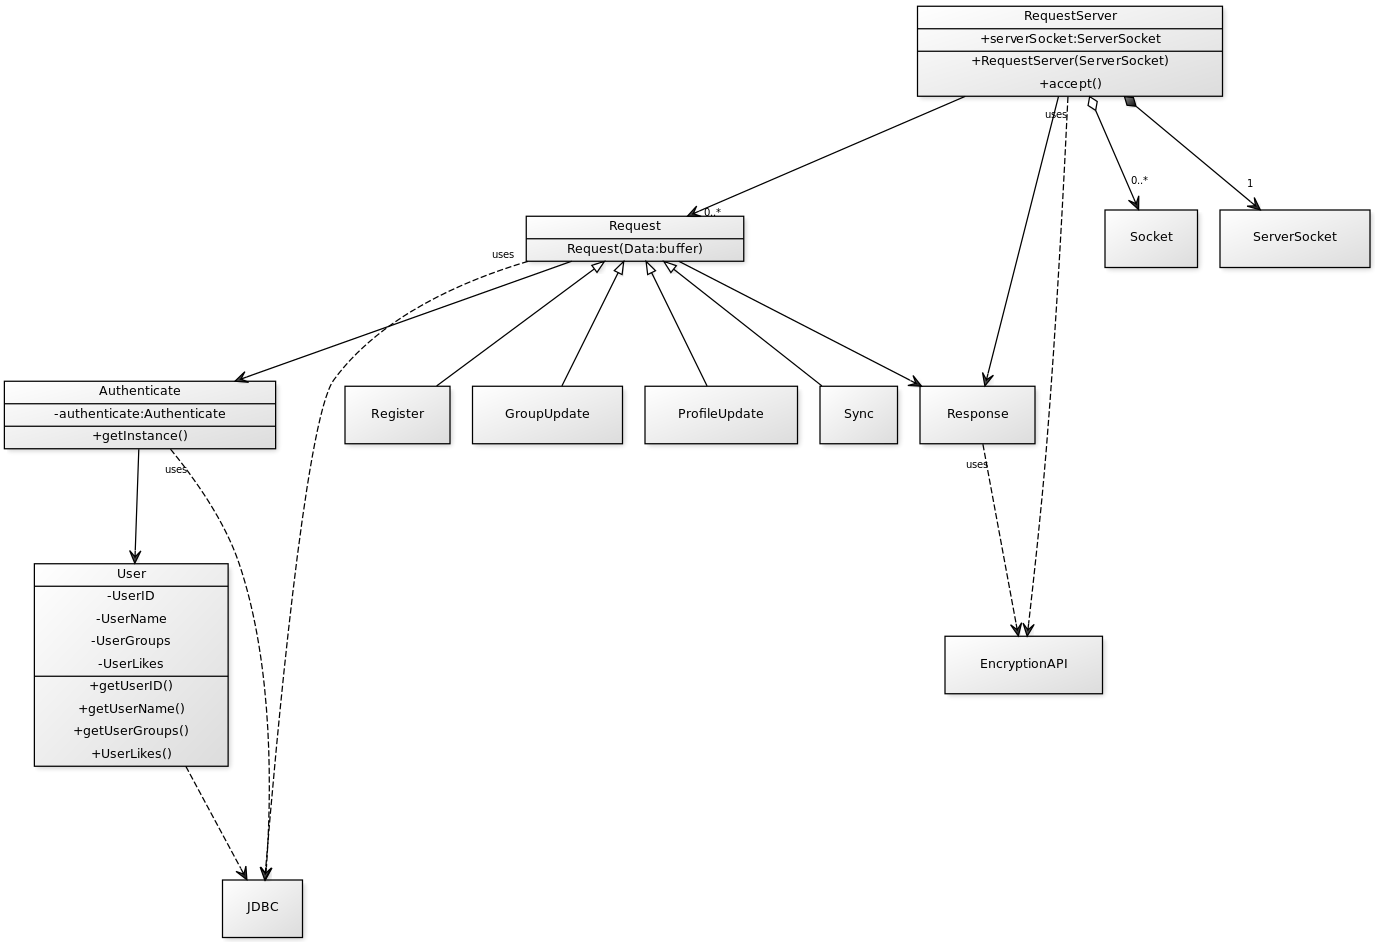 RequestServer
+serverSocket:ServerSocket
+RequestServer(ServerSocket)
+accept()
uses
0..*
1
0..*
Request
Request(Data:buffer)
Socket
ServerSocket
uses
Authenticate
-authenticate:Authenticate
+getInstance()
Register
GroupUpdate
ProfileUpdate
Sync
Response
uses
uses
User
-UserID
-UserName
-UserGroups
-UserLikes
+getUserID()
+getUserName()
+getUserGroups()
+UserLikes()
EncryptionAPI
JDBC